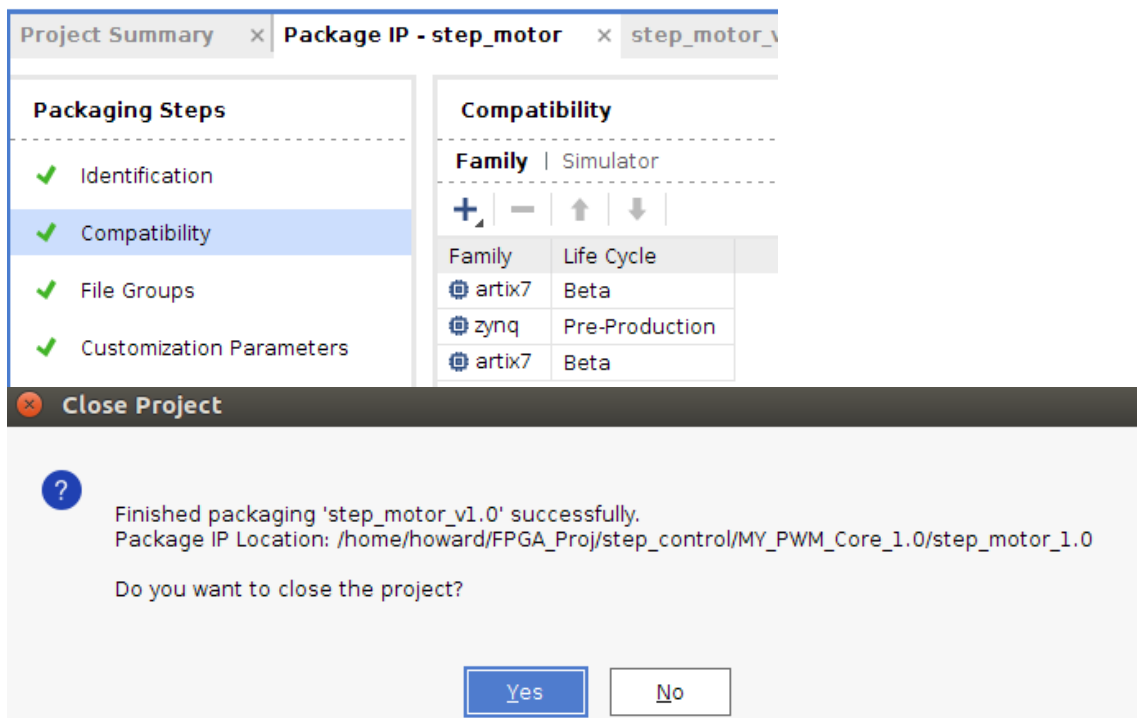 Project Summary × Package IP - step_motor × step_motor_v
Packaging Steps
Identification
Compatibility
File Groups
Customization Parameters
Compatibility
Family | Simulator
Family Life Cycle
artix7 Beta
zynq Pre-Production
artix7 Beta
Close Project
Finished packaging 'step_motor_v1.0' successfully.
Package IP Location: /home/howard/FPGA_Proj/step_control/MY_PWM_Core_1.0/step_motor_1.0
Do you want to close the project?
Yes No